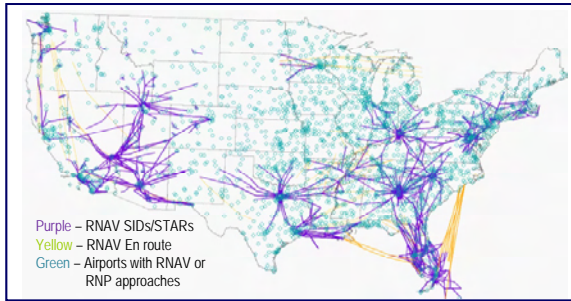 Purple – RNAV SIDs/STARs
Yellow – RNAV En route
Green – Airports with RNAV or
RNP approaches